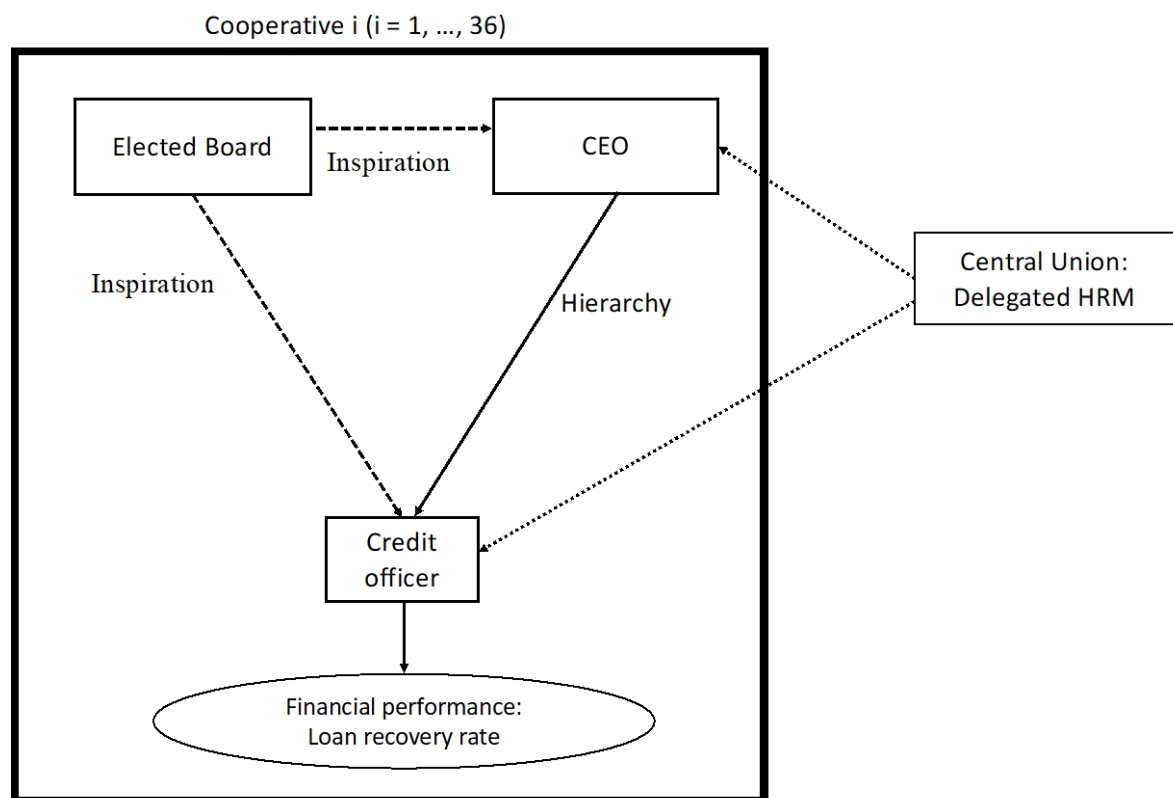 Cooperative i (i = 1, …, 36)
Elected Board
Inspiration
CEO
Inspiration
Hierarchy
Central Union:
Delegated HRM
Credit
officer
Financial performance:
Loan recovery rate